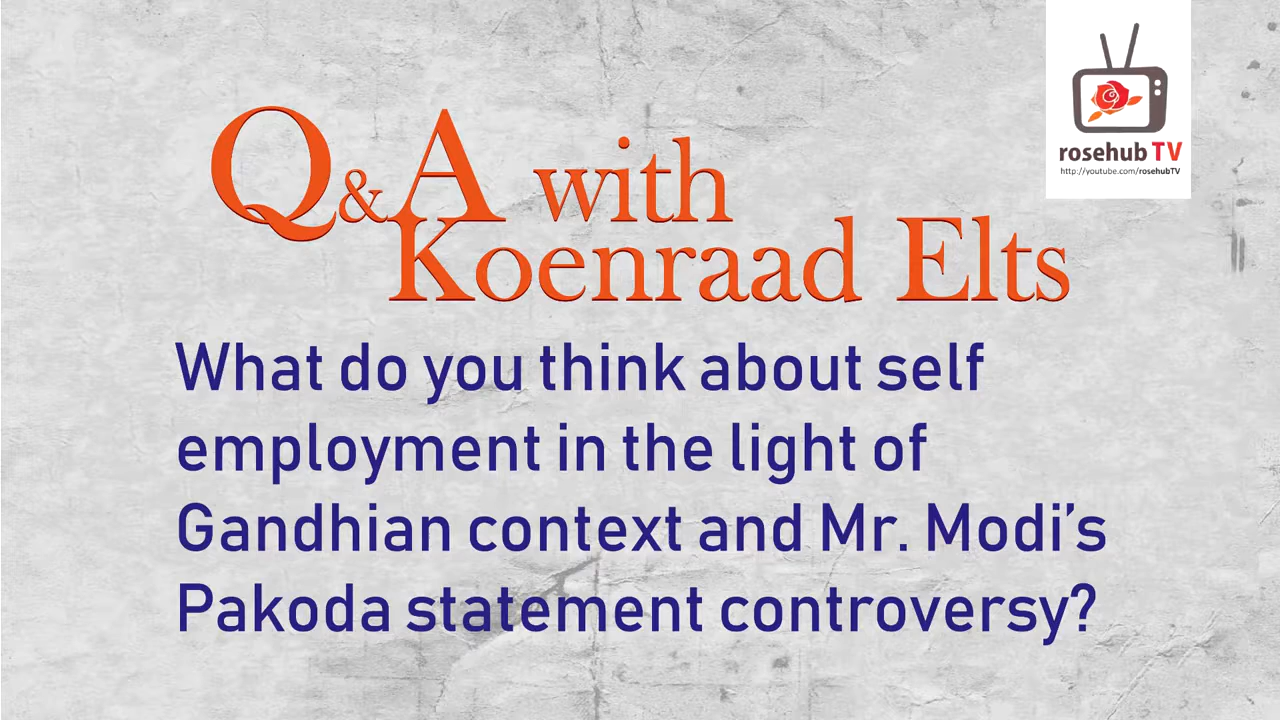 Q&A with
Koenraad Elts
rosehub TV
http://youtube.com/rosehubTV
What do you think about self
employment in the light of
Gandhian context and Mr. Modi’s
Pakoda statement controversy?